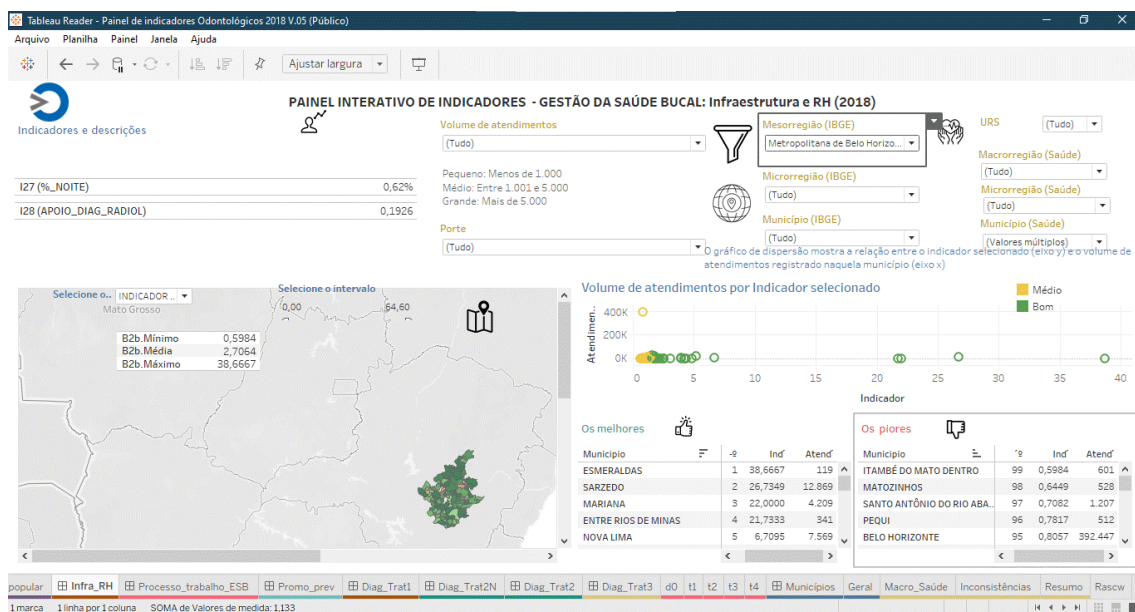 Tableau Reader - Painel de indicadores Odontológicos 2018 V.05 (Público)
Arquivo Planilha Painel Janela Ajuda
Ajustar largura
PAINEL INTERATIVO DE INDICADORES - GESTÃO DA SAÚDE BUCAL: Infraestrutura e RH (2018)
Indicadores e descrições
I27 (%_NOITE) 0,62%
I28 (APOIO_DIAG_RADIOL) 0,1926
Volume de atendimentos
(Tudo)
Pequeno: Menos de 1.000
Médio: Entre 1.001 e 5.000
Grande: Mais de 5.000
Porte
(Tudo)
Mesorregião (IBGE)
Metropolitana de Belo Horizo...
Microrregião (IBGE)
(Tudo)
Município (IBGE)
(Tudo)
URS (Tudo)
Macrorregião (Saúde)
(Tudo)
Microrregião (Saúde)
(Tudo)
Município (Saúde)
(Valores múltiplos)
O gráfico de dispersão mostra a relação entre o indicador selecionado (eixo y) e o volume de
atendimentos registrado naquela município (eixo x)
Selecione o.. INDICADOR ..
Selecione o intervalo
0,00 64,60
Mato Grosso
B2b.Mínimo 0,5984
B2b.Média 2,7064
B2b.Máximo 38,6667
Volume de atendimentos por Indicador selecionado
Médio
Bom
Atendimen..
400K
200K
0K
0 5 10 15 20 25 30 35 40
Indicador
Os melhores
Municipio Ind Atend
ESMERALDAS 1 38,6667 119
SARZEDO 2 26,7349 12.869
MARIANA 3 22,0000 4.209
ENTRE RIOS DE MINAS 4 21,7333 341
NOVA LIMA 5 6,7095 7.569
Os piores
Municipio Ind Atend
ITAMBÉ DO MATO DENTRO 99 0,5984 601
MATOZINHOS 98 0,6449 528
SANTO ANTÔNIO DO RIO ABA.. 97 0,7082 1.207
PEQUI 96 0,7817 512
BELO HORIZONTE 95 0,8057 392.447
popular Infra_RH Processo_trabalho_ESB Promo_prev Diag_Trat1 Diag_Trat2N Diag_Trat2 Diag_Trat3 d0 t1 t2 t3 t4 Municípios Geral Macro_Saúde Inconsistências Resumo Rascw
1 marca 1 linha por 1 coluna SOMA de Valores de medida: 1,133